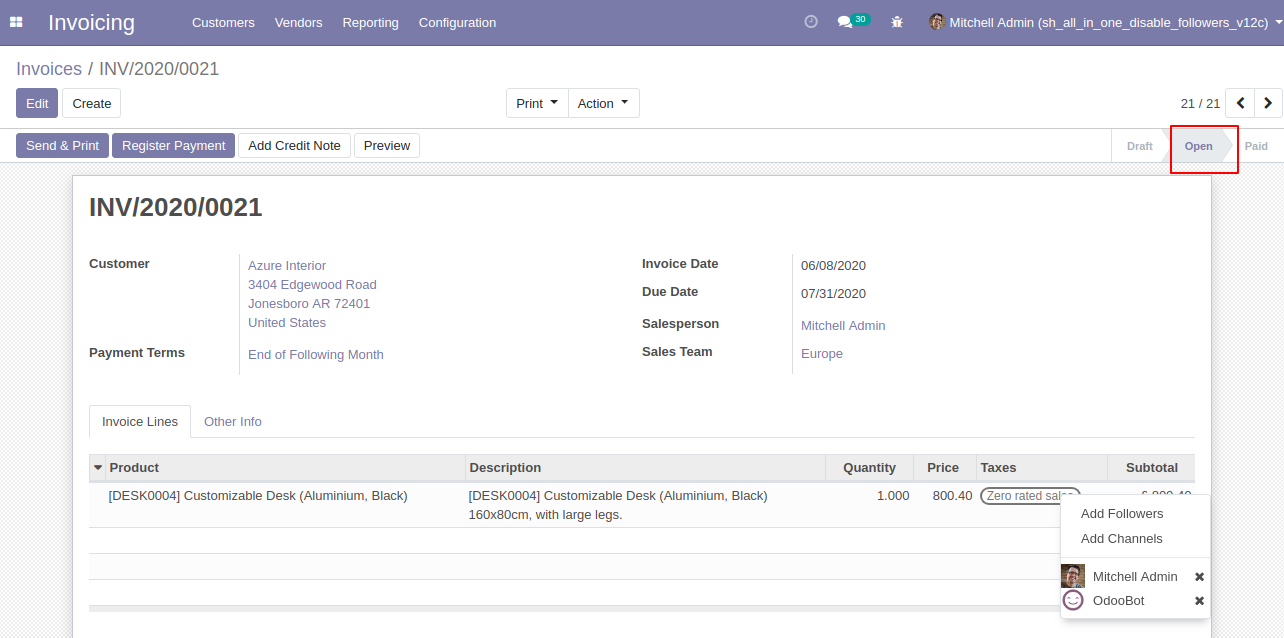 Invoicing Customers Vendors Reporting Configuration 30 Mitchell Admin (sh_all_in_one_disable_followers_v12c)
Invoices / INV/2020/0021
Edit Create Print Action 21 / 21
Send & Print Register Payment Add Credit Note Preview Draft Open Paid
INV/2020/0021
Customer Azure Interior
3404 Edgewood Road
Jonesboro AR 72401
United States
Payment Terms End of Following Month
Invoice Date 06/08/2020
Due Date 07/31/2020
Salesperson Mitchell Admin
Sales Team Europe
Invoice Lines Other Info
Product Description Quantity Price Taxes Subtotal
[DESK0004] Customizable Desk (Aluminium, Black) [DESK0004] Customizable Desk (Aluminium, Black) 1.000 800.40 Zero rated sales
160x80cm, with large legs.
Add Followers
Add Channels
Mitchell Admin
OdooBot